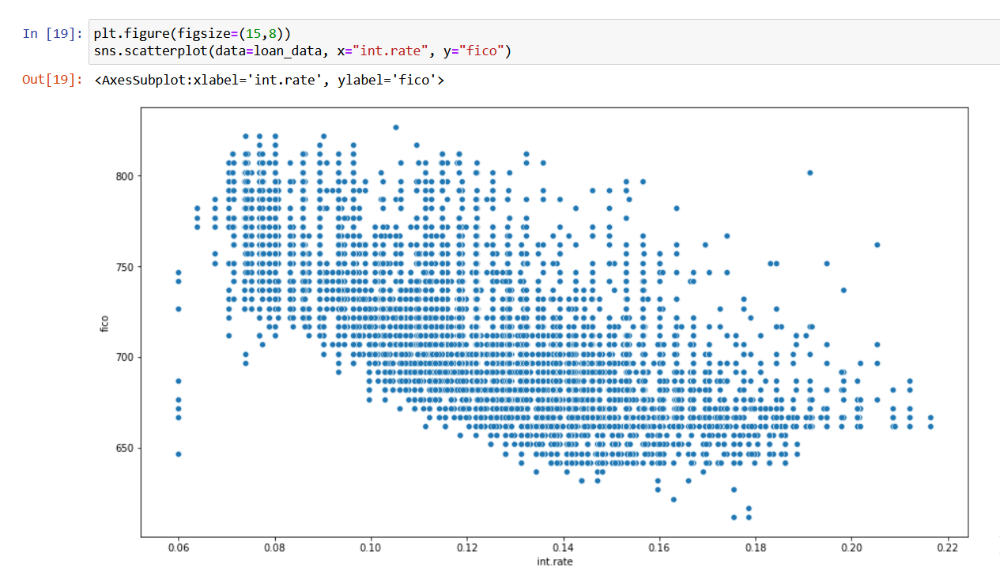 In [19]: plt.figure(figsize=(15,8))
sns.scatterplot(data=loan_data, x="int.rate", y="fico")
Out[19]: <AxesSubplot:xlabel='int.rate', ylabel='fico'>
800
750
700
650
fico
0.06 0.08 0.10 0.12 0.14 0.16 0.18 0.20 0.22
int.rate